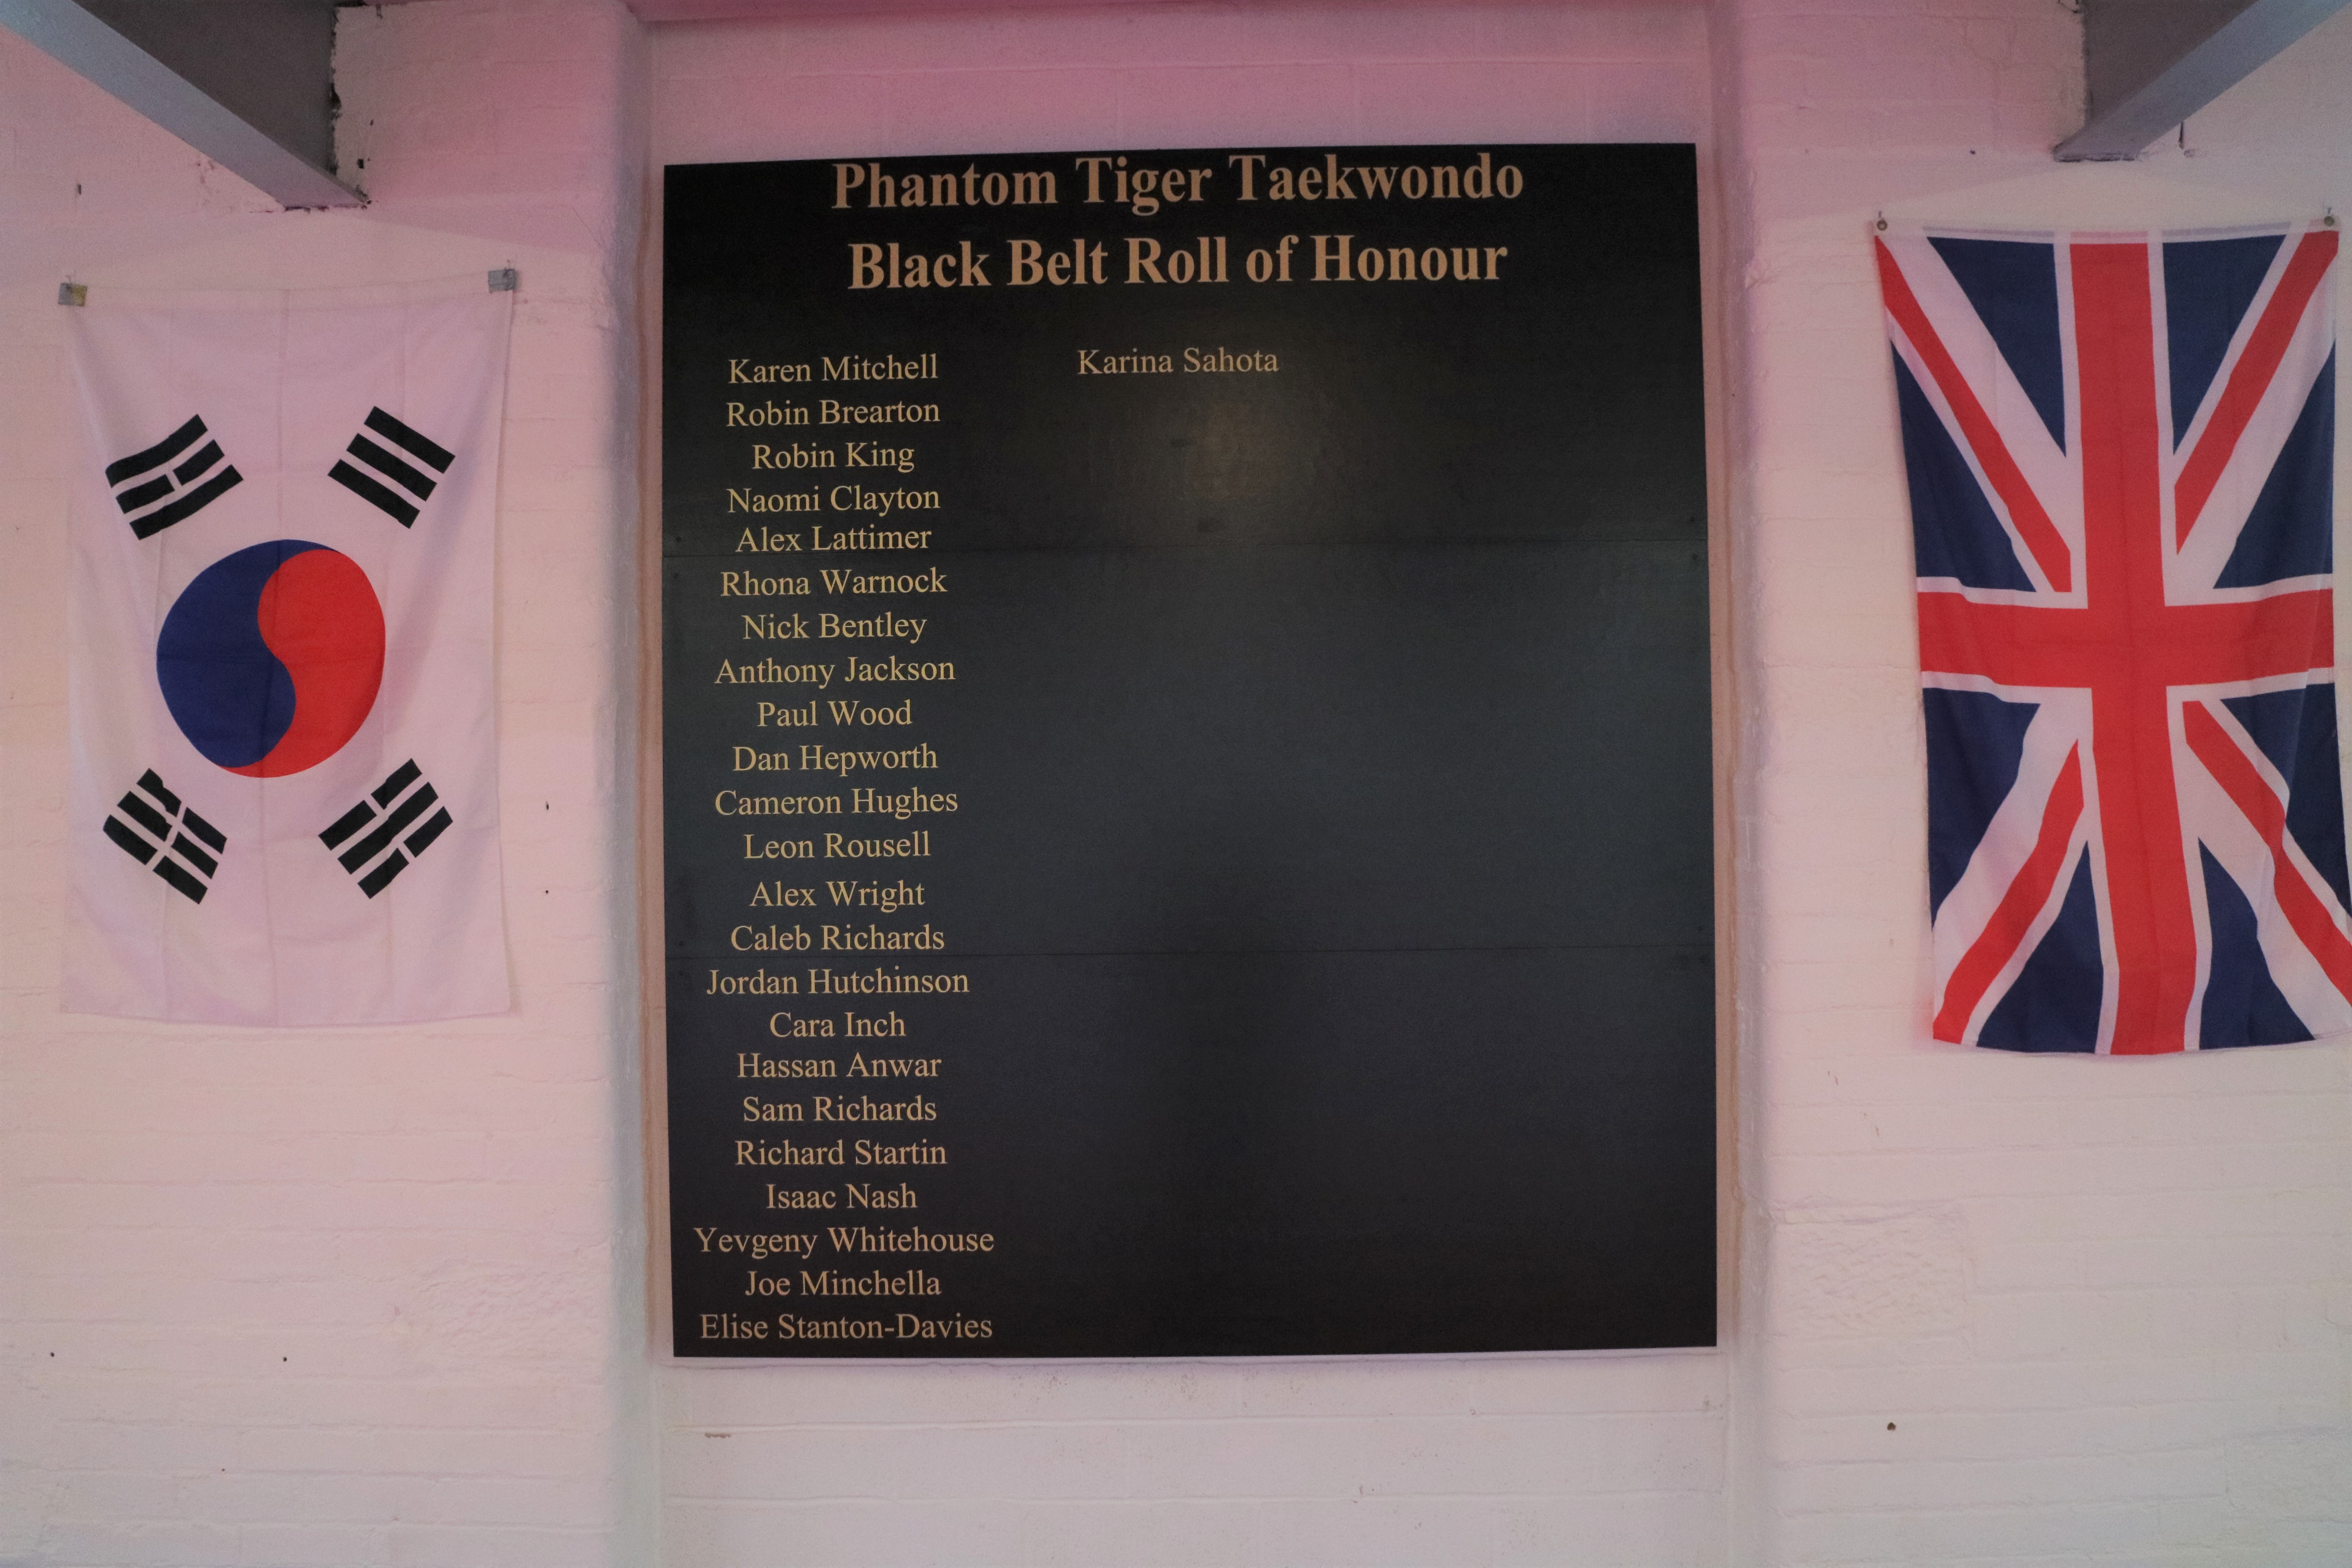 Phantom Tiger Taekwondo
Black Belt Roll of Honour
Karen Mitchell
Robin Brearton
Robin King
Naomi Clayton
Alex Lattimer
Rhona Warnock
Nick Bentley
Anthony Jackson
Paul Wood
Dan Hepworth
Cameron Hughes
Leon Rousell
Alex Wright
Caleb Richards
Jordan Hutchinson
Cara Inch
Hassan Anwar
Sam Richards
Richard Startin
Isaac Nash
Yevgeny Whitehouse
Joe Minchella
Elise Stanton-Davies
Karina Sahota